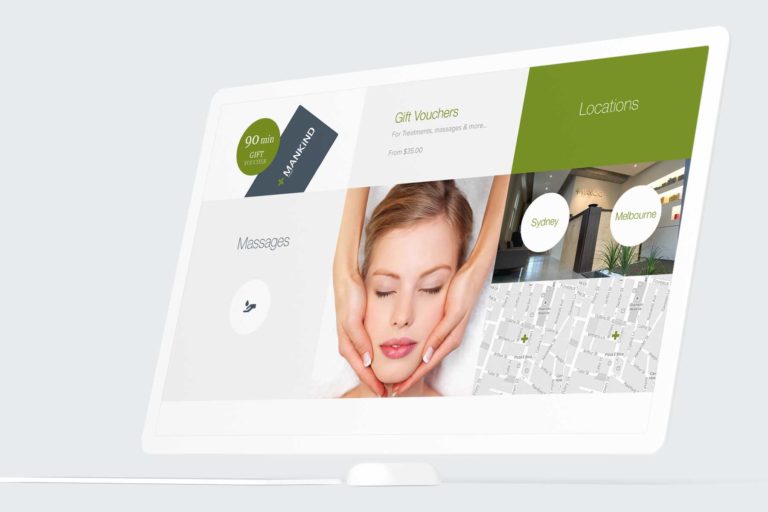 90 min
GIFT
VOUCHER
MANKIND
Gift Vouchers
For Treatments, massages & more..
From $35.00
Locations
Massages
Sydney
Melbourne